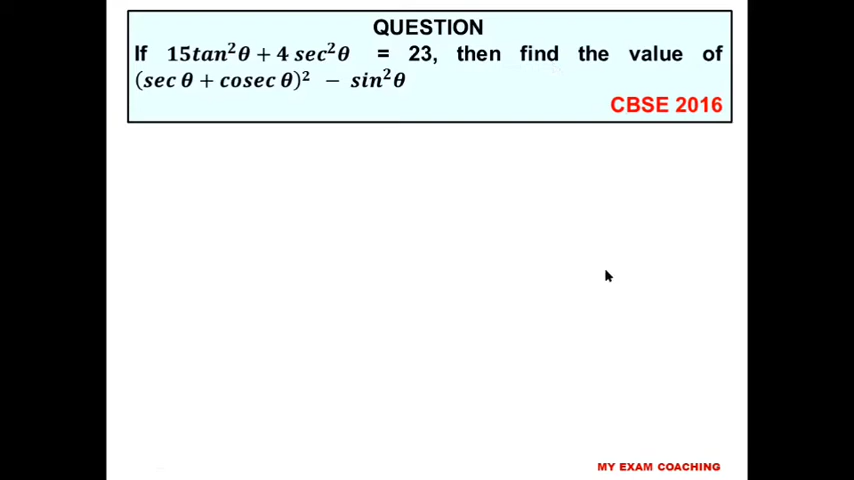 QUESTION
If 15tan²θ + 4 sec²θ = 23, then find the value of
(sec θ + cosec θ)² − sin²θ
CBSE 2016
MY EXAM COACHING